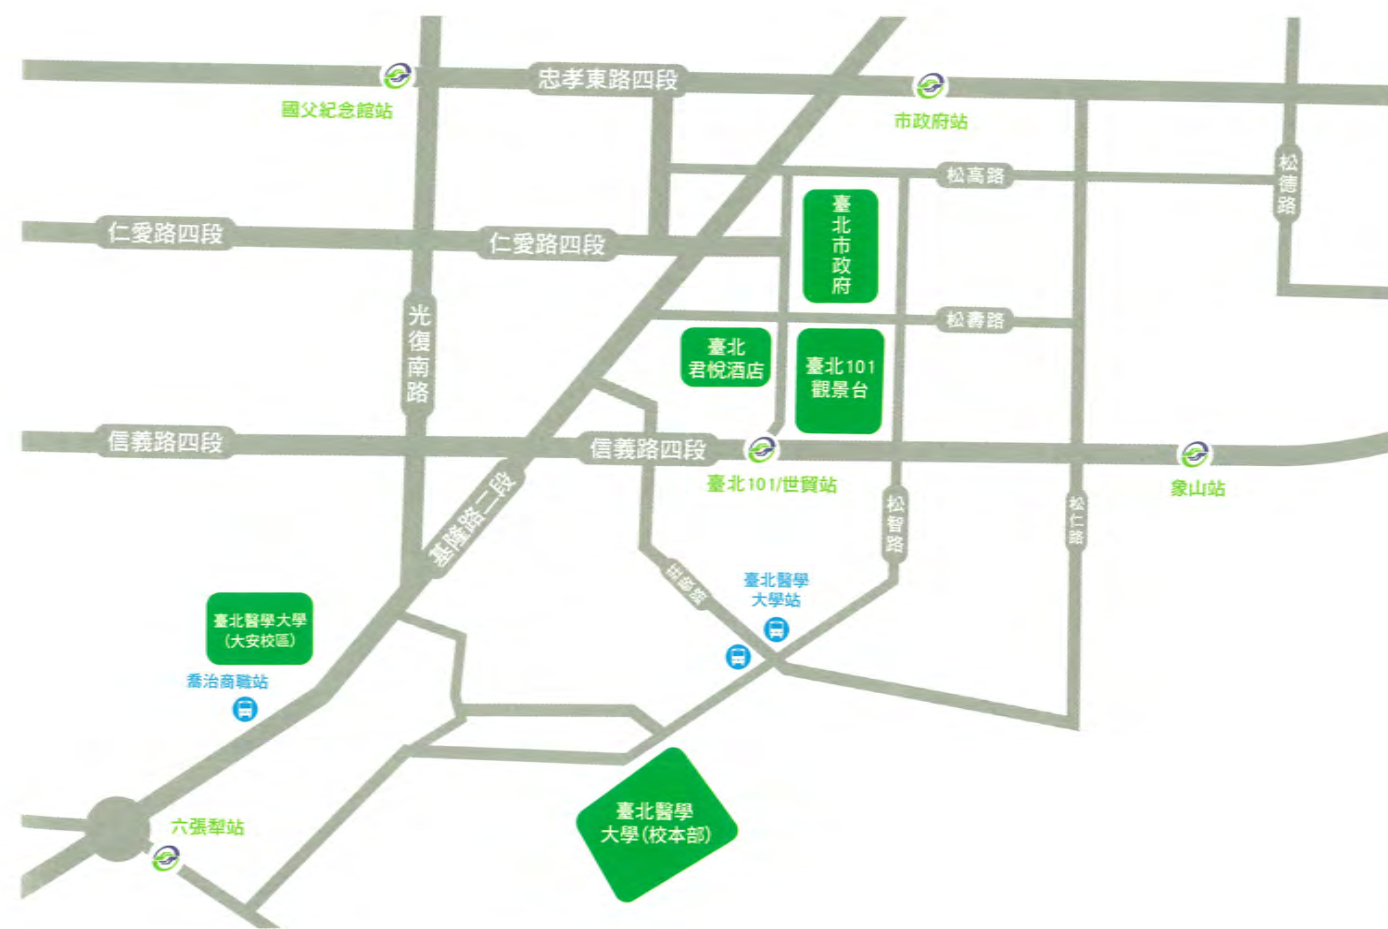 忠孝東路四段
國父紀念館站
市政府站
松高路
松
德
路
臺
北
市
政
府
仁愛路四段
仁愛路四段
光
復
南
路
松壽路
臺北
君悅酒店
臺北101
觀景台
信義路四段
信義路四段
臺北101/世貿站
象山站
基隆路二段
松
智
路
松
仁
路
臺北醫學
大學站
臺北醫學大學
(大安校區)
喬治商職站
六張犁站
臺北醫學
大學(校本部)